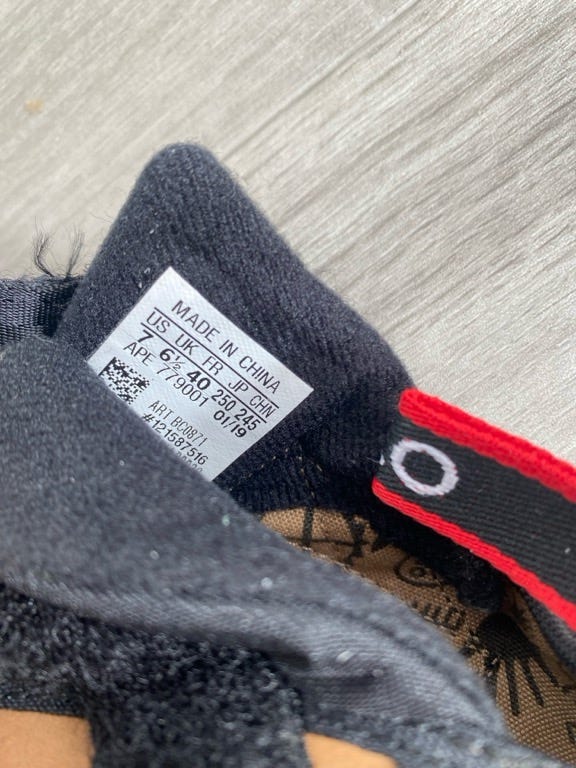 MADE IN CHINA
US UK FR JP CHN
7 6½ 40 250 245
APE 779001 01/19
ART BC0871
#121587516